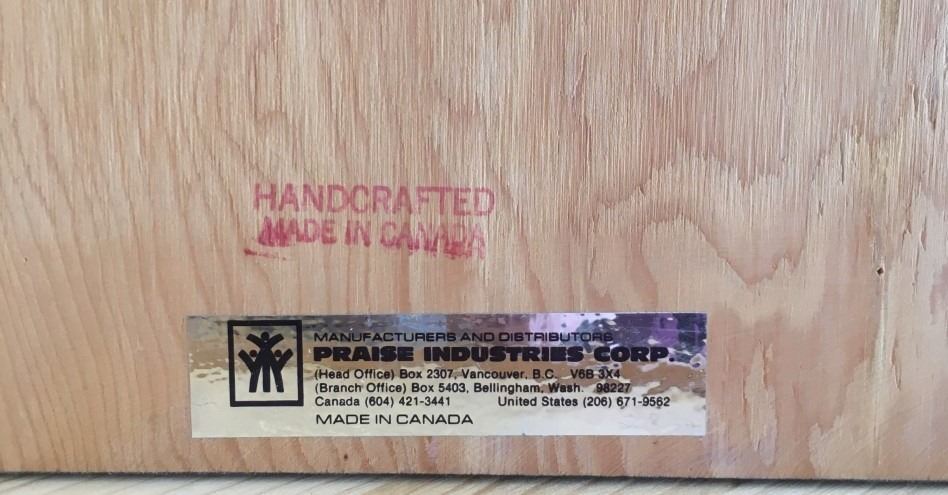 HANDCRAFTED
MADE IN CANADA
MANUFACTURERS AND DISTRIBUTORS
PRAISE INDUSTRIES CORP.
(Head Office) Box 2307, Vancouver, B.C. V6B 3X4
(Branch Office) Box 5403, Bellingham, Wash. 98227
Canada (604) 421-3441 United States (206) 671-9562
MADE IN CANADA